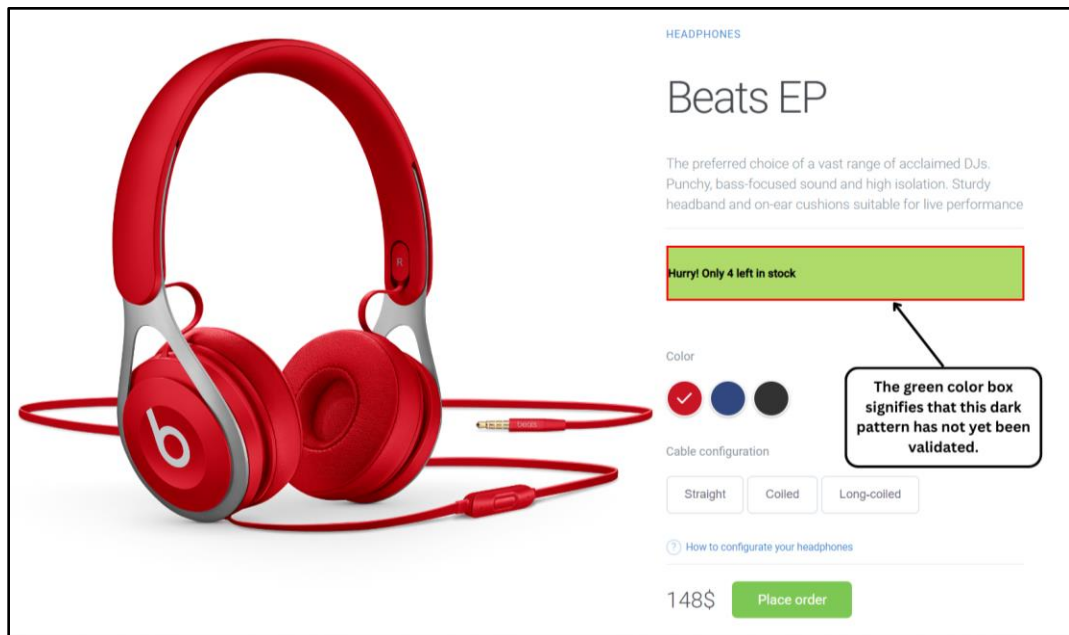 HEADPHONES
Beats EP
The preferred choice of a vast range of acclaimed DJs.
Punchy, bass-focused sound and high isolation. Sturdy
headband and on-ear cushions suitable for live performance
Hurry! Only 4 left in stock
Color
The green color box
signifies that this dark
pattern has not yet been
validated.
Cable configuration
Straight
Coiled
Long-coiled
? How to configurate your headphones
148$
Place order
R
b
beats